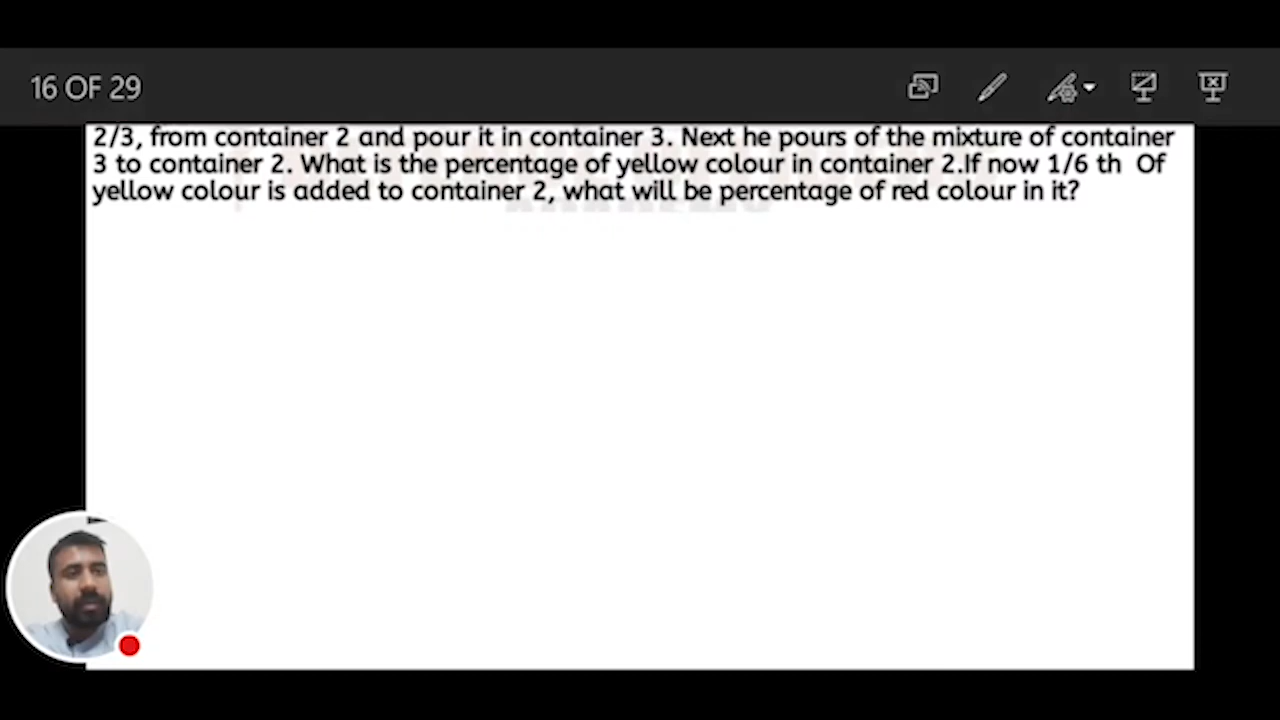 16 OF 29
2/3, from container 2 and pour it in container 3. Next he pours of the mixture of container
3 to container 2. What is the percentage of yellow colour in container 2.If now 1/6 th Of
yellow colour is added to container 2, what will be percentage of red colour in it?